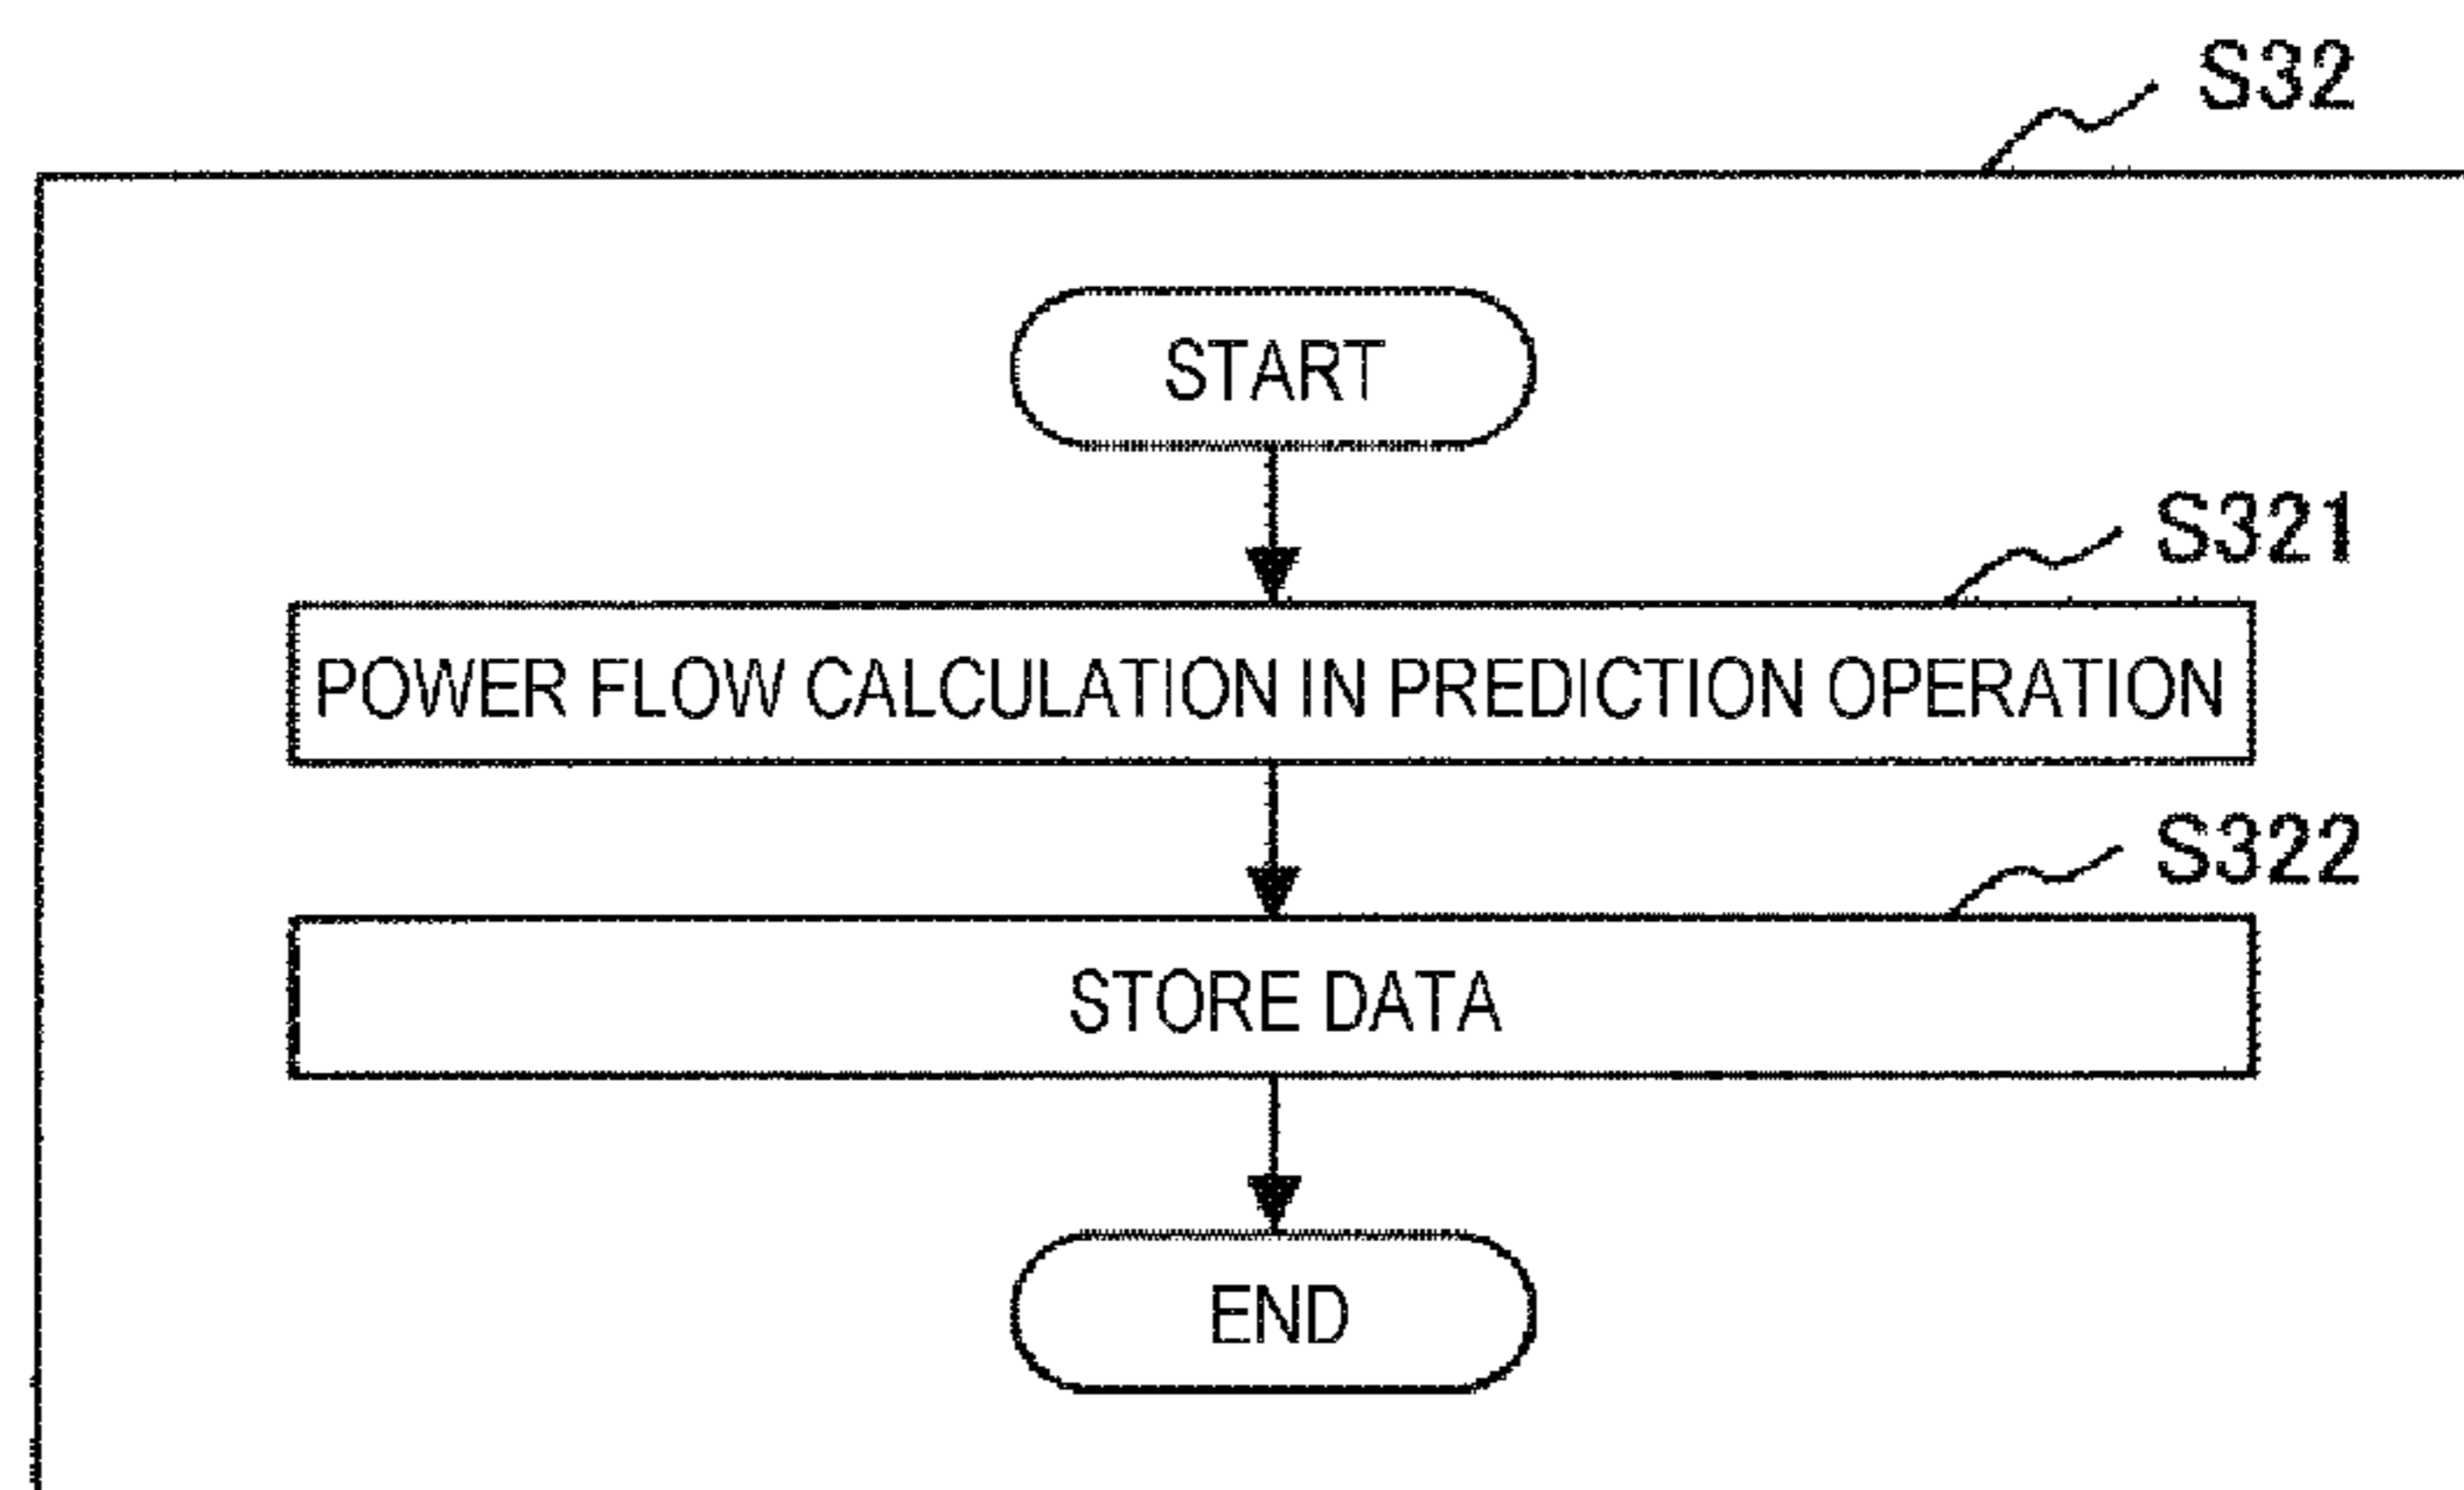 S32
START
S321
POWER FLOW CALCULATION IN PREDICTION OPERATION
S322
STORE DATA
END